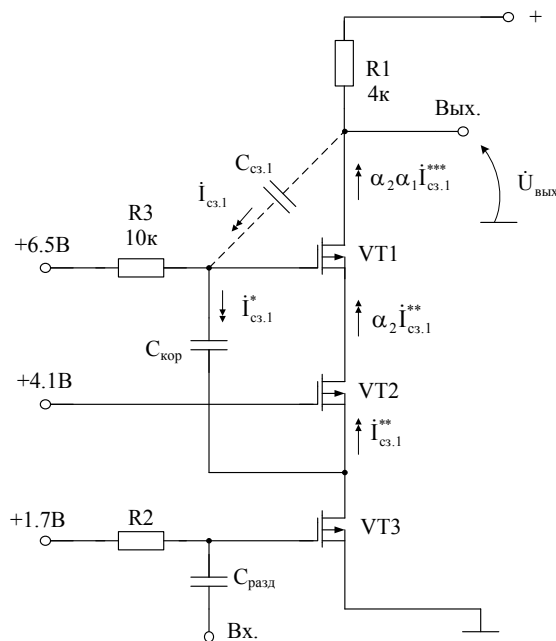 +
R1
4к
Вых.
Cсз.1
α₂α₁İ***сз.1
U̇вых
İсз.1
R3
10к
+6.5В
VT1
İ*сз.1
α₂İ**сз.1
Cкор
+4.1В
VT2
İ**сз.1
+1.7В
R2
VT3
Cразд
Вх.